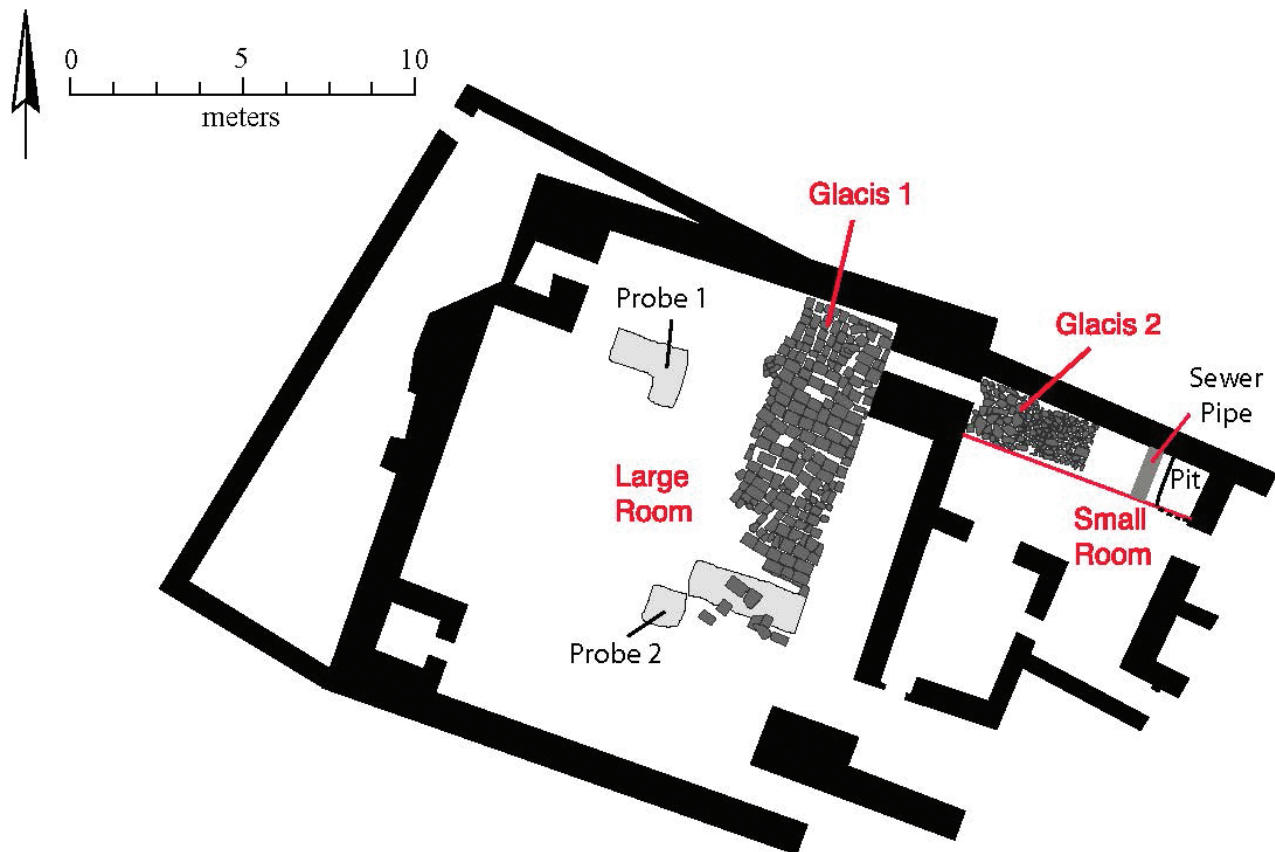 0 5 10
meters
Glacis 1
Probe 1
Glacis 2
Sewer
Pipe
Large
Room
Pit
Small
Room
Probe 2